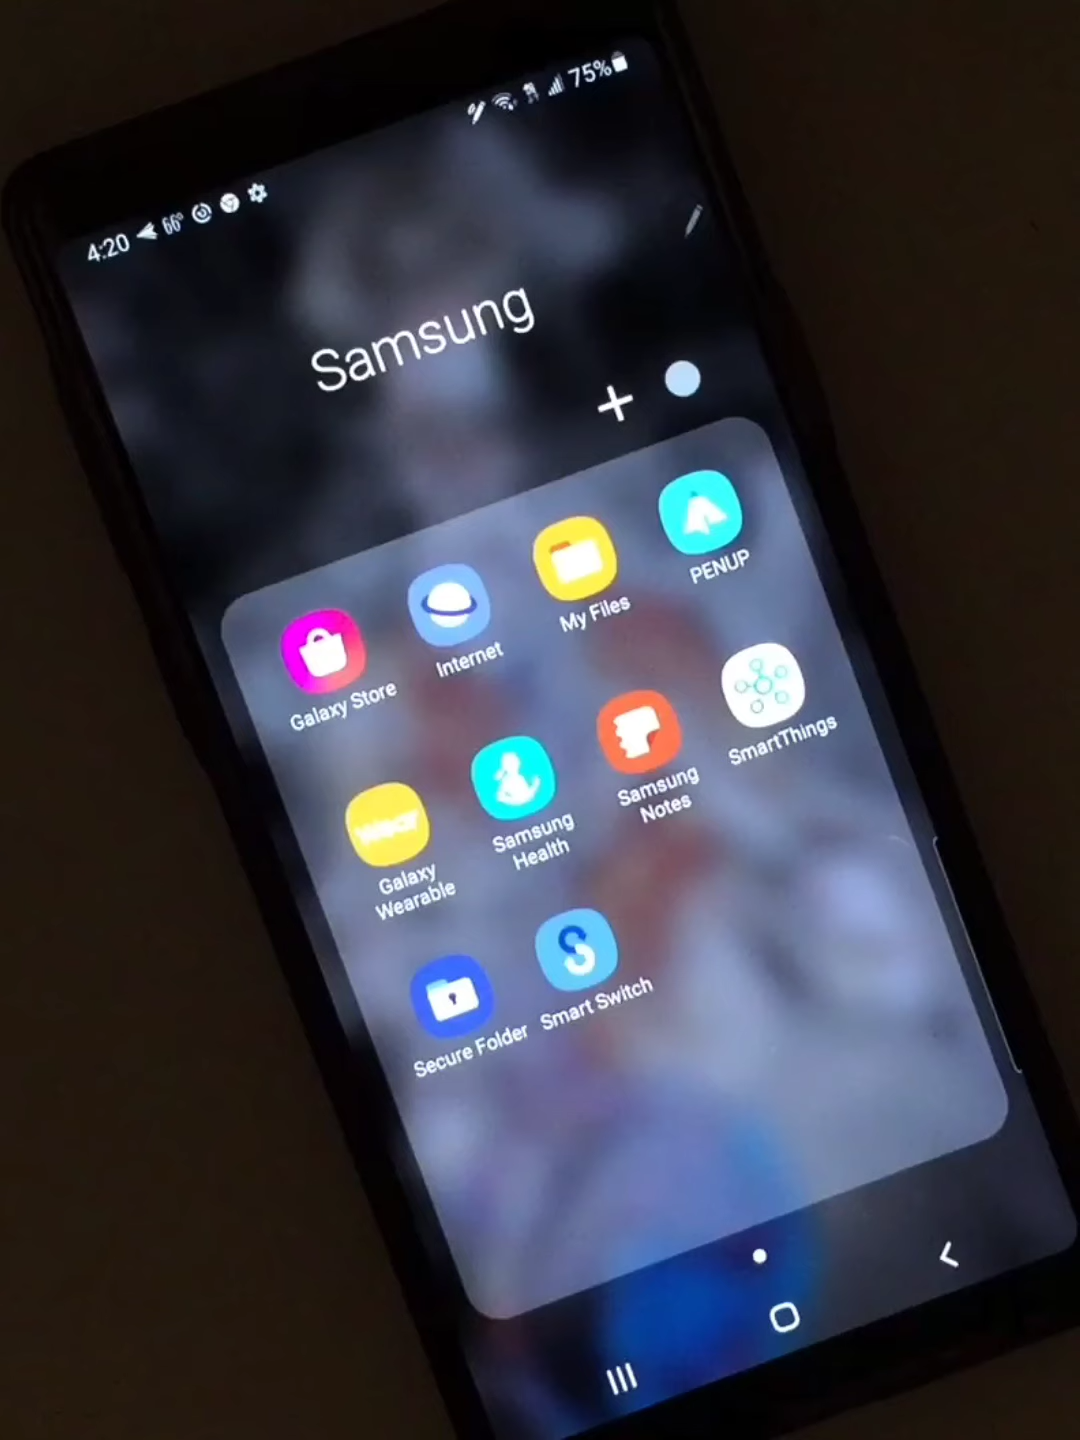 4:20 66° 75%
Samsung
Galaxy Store
Internet
My Files
PENUP
Galaxy
Wearable
Samsung
Health
Samsung
Notes
SmartThings
Secure Folder
Smart Switch